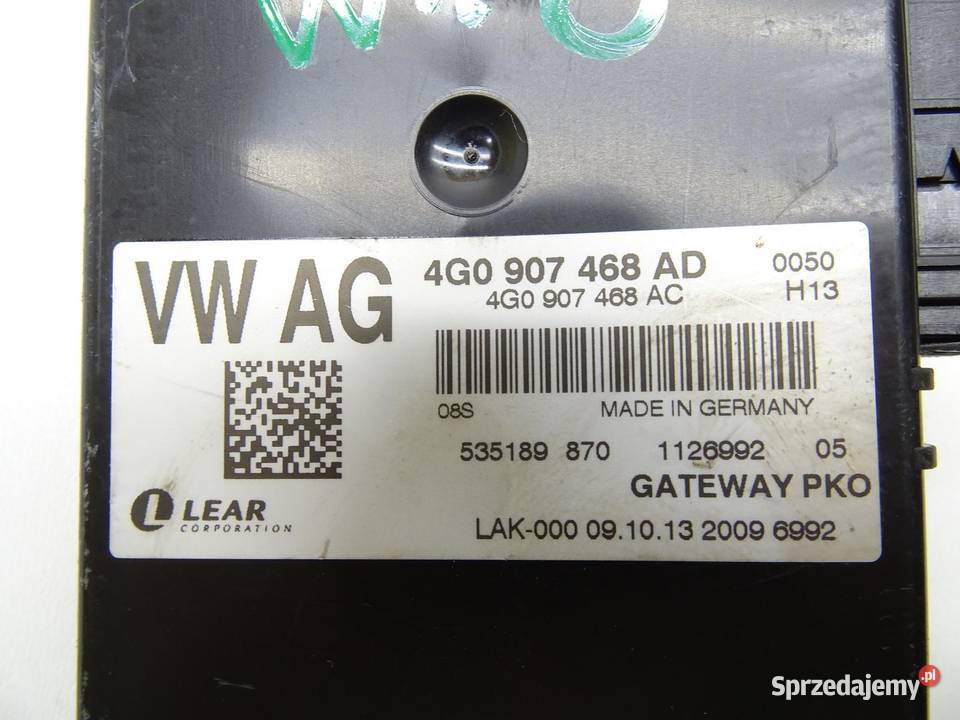 VW AG
4G0 907 468 AD 0050
4G0 907 468 AC H13
08S MADE IN GERMANY
535189 870 1126992 05
GATEWAY PKO
LEAR
CORPORATION
LAK-000 09.10.13 2009 6992
Sprzedajemy.pl